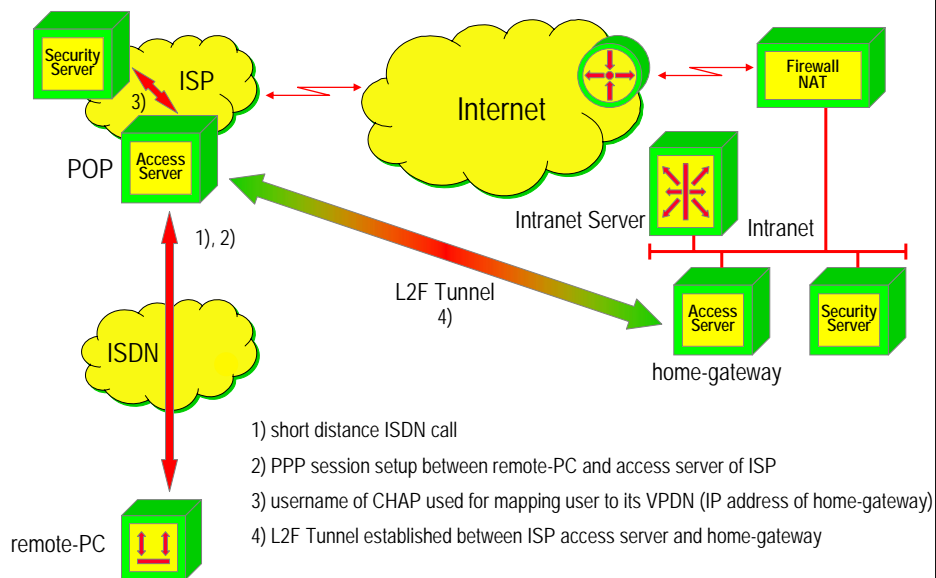 Security
Server
ISP
3)
Internet
Firewall
NAT
POP
Access
Server
Intranet Server
Intranet
1), 2)
L2F Tunnel
4)
Access
Server
Security
Server
home-gateway
ISDN
1) short distance ISDN call
2) PPP session setup between remote-PC and access server of ISP
3) username of CHAP used for mapping user to its VPDN (IP address of home-gateway)
4) L2F Tunnel established between ISP access server and home-gateway
remote-PC